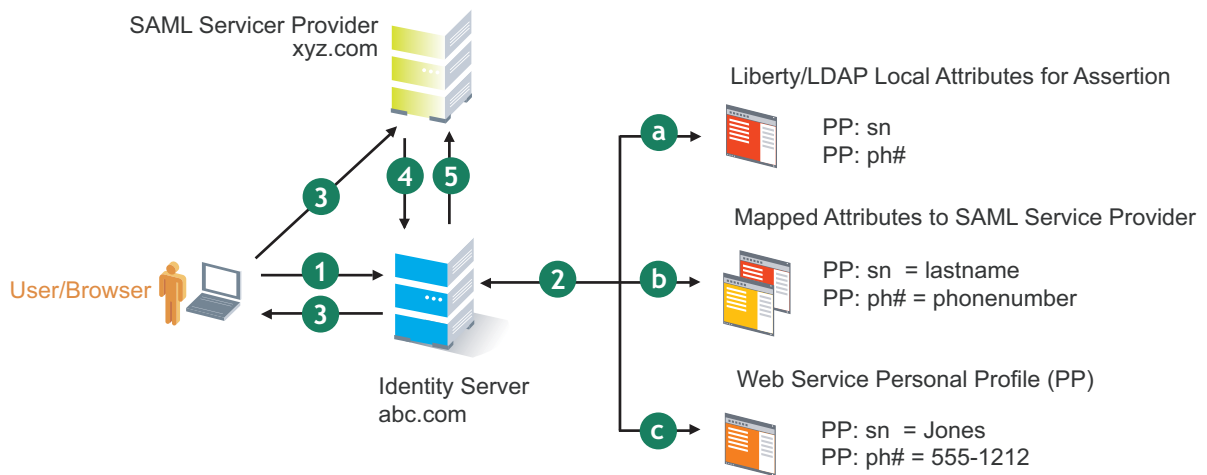 SAML Servicer Provider
xyz.com
3
4
5
User/Browser
1
3
Identity Server
abc.com
2
a
Liberty/LDAP Local Attributes for Assertion
PP: sn
PP: ph#
b
Mapped Attributes to SAML Service Provider
PP: sn = lastname
PP: ph# = phonenumber
c
Web Service Personal Profile (PP)
PP: sn = Jones
PP: ph# = 555-1212